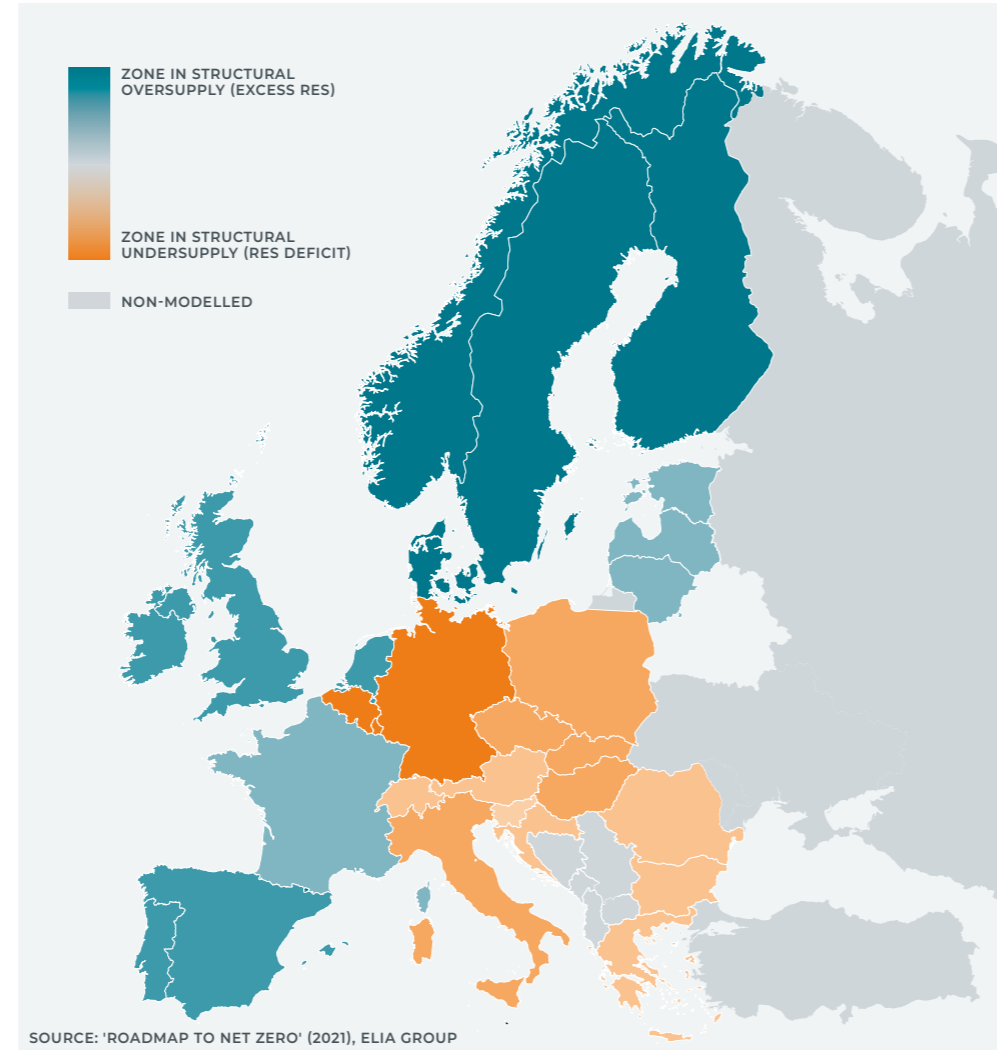 ZONE IN STRUCTURAL
OVERSUPPLY (EXCESS RES)
ZONE IN STRUCTURAL
UNDERSUPPLY (RES DEFICIT)
NON-MODELLED
SOURCE: 'ROADMAP TO NET ZERO' (2021), ELIA GROUP